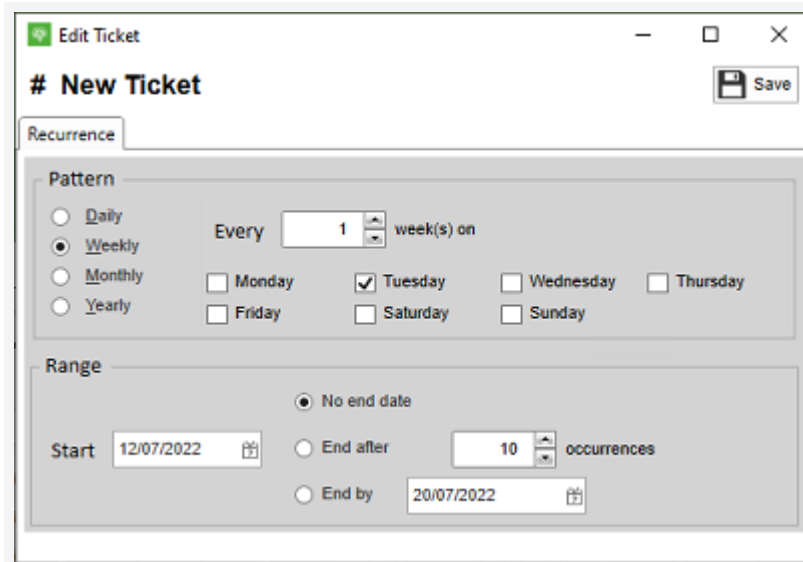 Edit Ticket
# New Ticket
Save
Recurrence
Pattern
Daily
Weekly
Monthly
Yearly
Every 1 week(s) on
Monday Tuesday Wednesday Thursday
Friday Saturday Sunday
Range
No end date
Start 12/07/2022
End after 10 occurrences
End by 20/07/2022